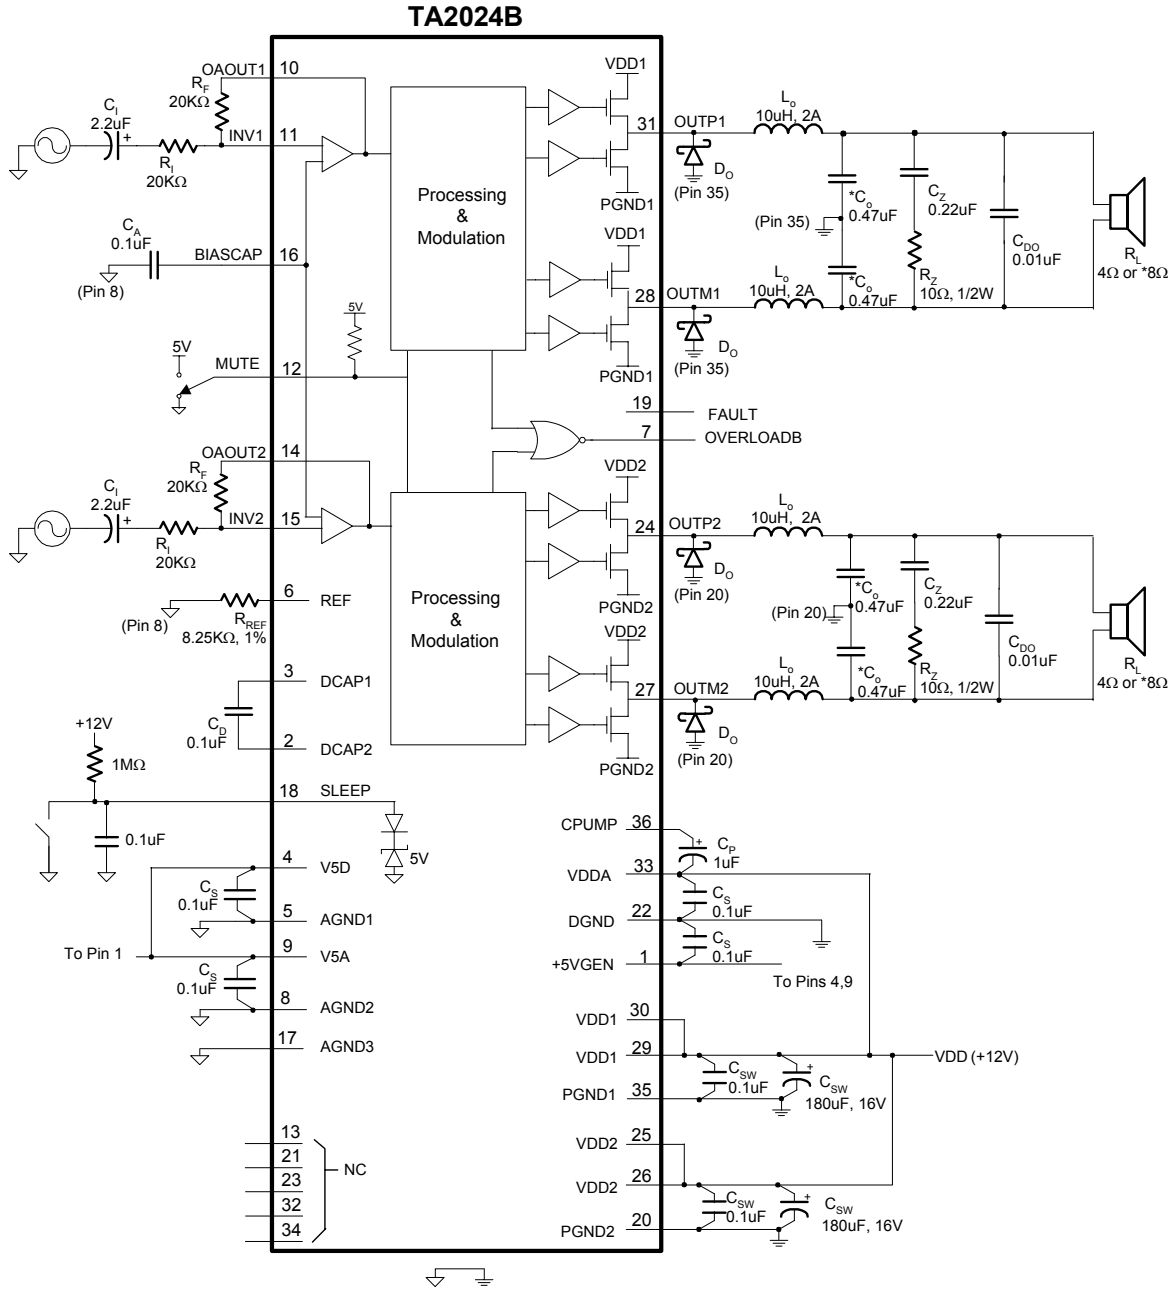 TA2024B
OAOUT1
10
R_F
20KΩ
C_I
2.2uF
+
INV1
11
R_I
20KΩ
C_A
0.1uF
BIASCAP
16
(Pin 8)
5V
5V
MUTE
12
Processing
&
Modulation
VDD1
31
OUTP1
L_o
10uH, 2A
D_O
(Pin 35)
PGND1
VDD1
28
OUTM1
L_o
10uH, 2A
D_O
(Pin 35)
PGND1
*C_o
0.47uF
(Pin 35)
*C_o
0.47uF
C_Z
0.22uF
R_Z
10Ω, 1/2W
C_DO
0.01uF
R_L
4Ω or *8Ω
19
FAULT
7
OVERLOADB
OAOUT2
14
R_F
20KΩ
C_I
2.2uF
+
INV2
15
R_I
20KΩ
6
REF
(Pin 8)
R_REF
8.25KΩ, 1%
Processing
&
Modulation
VDD2
24
OUTP2
L_o
10uH, 2A
D_O
(Pin 20)
PGND2
VDD2
27
OUTM2
L_o
10uH, 2A
D_O
(Pin 20)
PGND2
*C_o
0.47uF
(Pin 20)
*C_o
0.47uF
C_Z
0.22uF
R_Z
10Ω, 1/2W
C_DO
0.01uF
R_L
4Ω or *8Ω
3
DCAP1
C_D
0.1uF
2
DCAP2
+12V
1MΩ
18
SLEEP
0.1uF
5V
4
V5D
C_S
0.1uF
5
AGND1
To Pin 1
9
V5A
C_S
0.1uF
8
AGND2
17
AGND3
CPUMP
36
+
C_P
1uF
VDDA
33
C_S
0.1uF
DGND
22
C_S
0.1uF
+5VGEN
1
To Pins 4,9
VDD1
30
VDD1
29
VDD (+12V)
C_SW
0.1uF
+
C_SW
180uF, 16V
PGND1
35
VDD2
25
VDD2
26
C_SW
0.1uF
+
C_SW
180uF, 16V
PGND2
20
13
21
23
32
34
NC